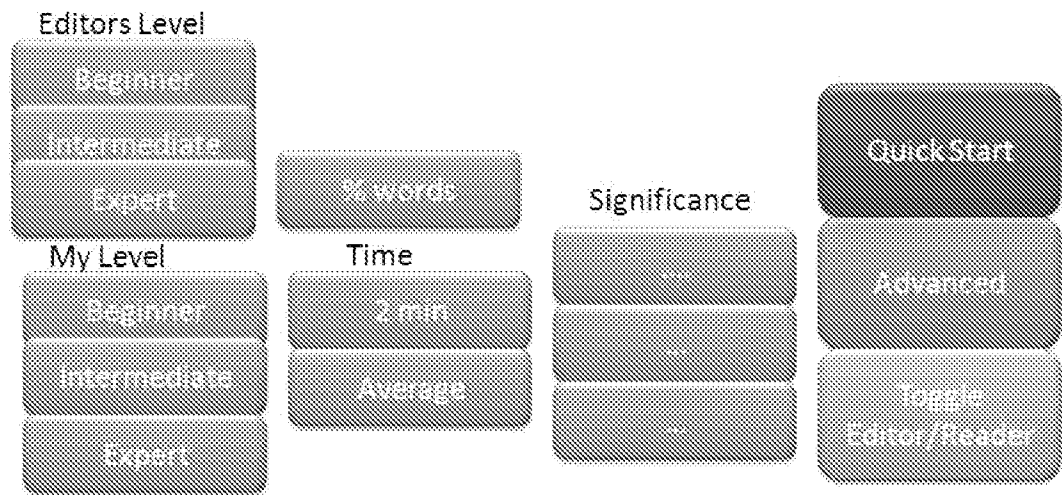 Editors Level
Beginner
Intermediate
Expert
My Level
Beginner
Intermediate
Expert
% words
Time
2 min
Average
Significance
...
...
...
Quick Start
Advanced
Toggle
Editor/Reader